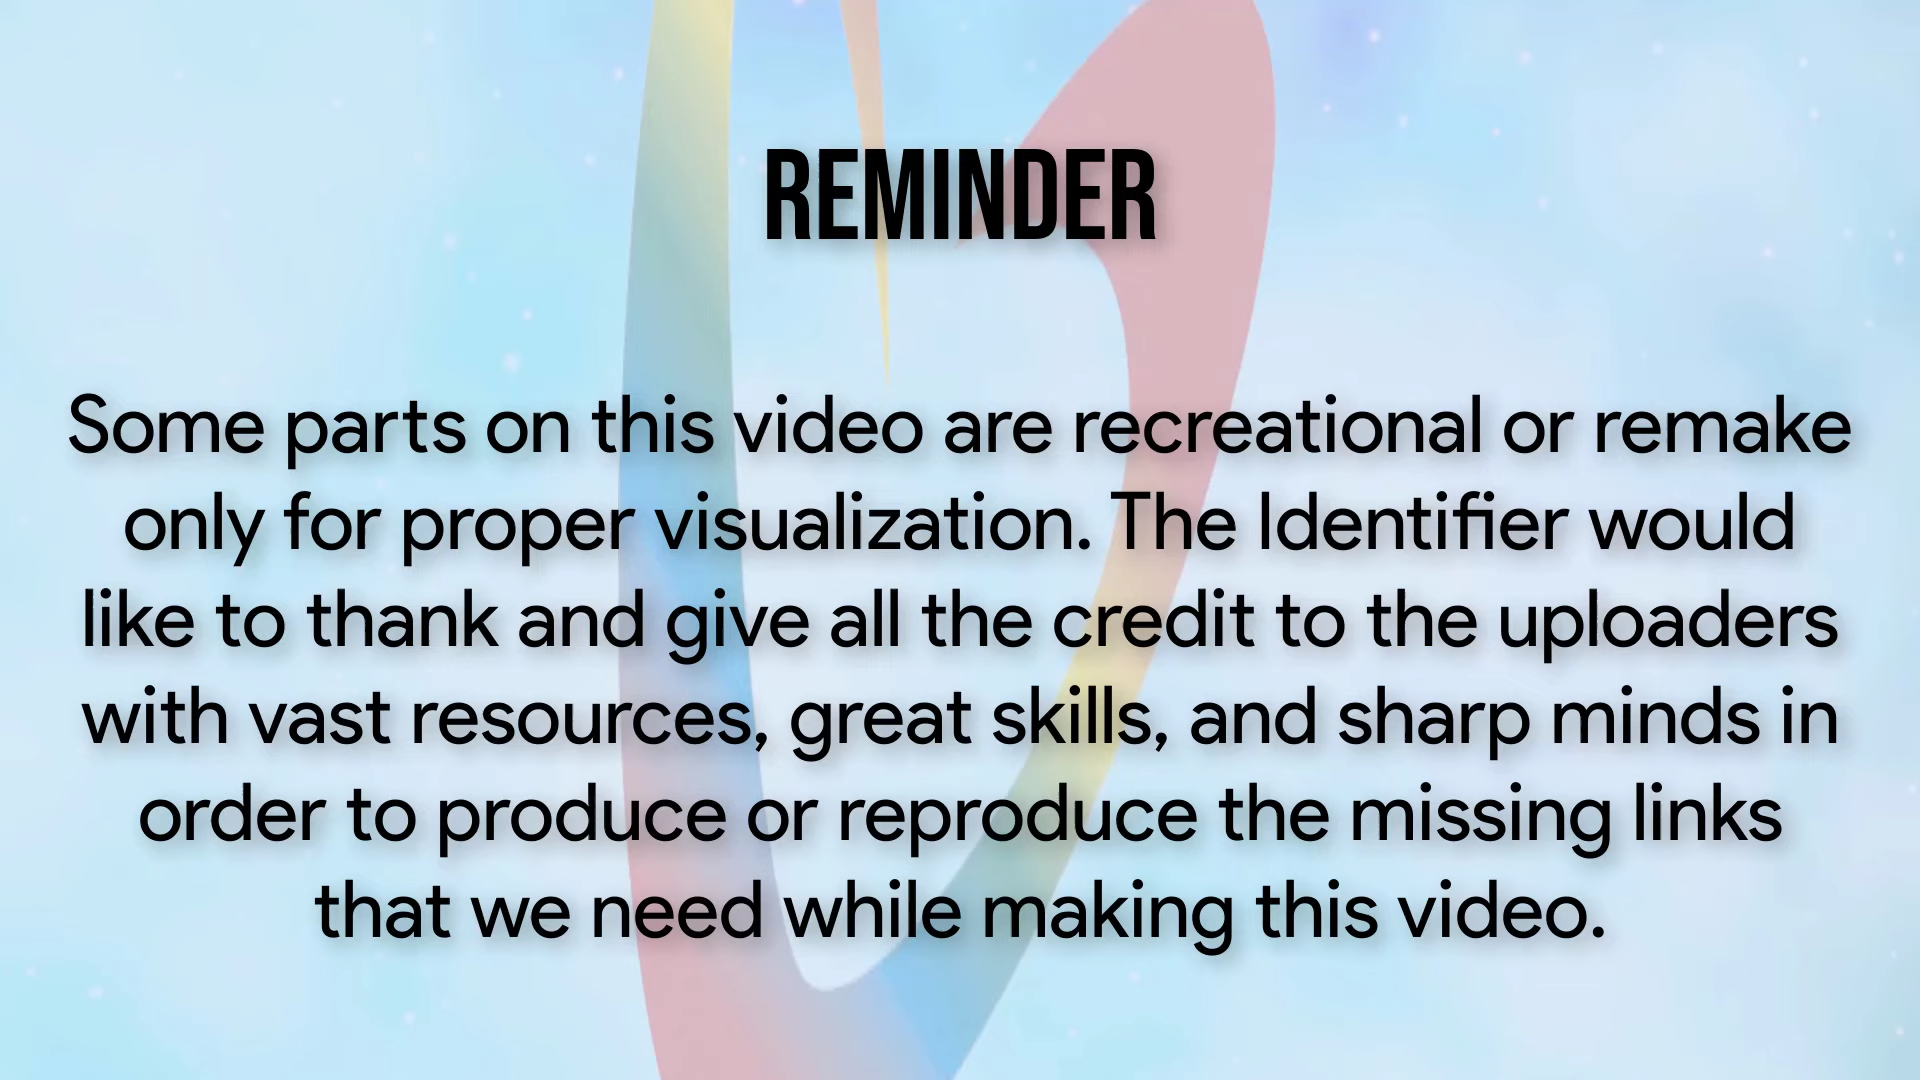 REMINDER
Some parts on this video are recreational or remake
only for proper visualization. The Identifier would
like to thank and give all the credit to the uploaders
with vast resources, great skills, and sharp minds in
order to produce or reproduce the missing links
that we need while making this video.